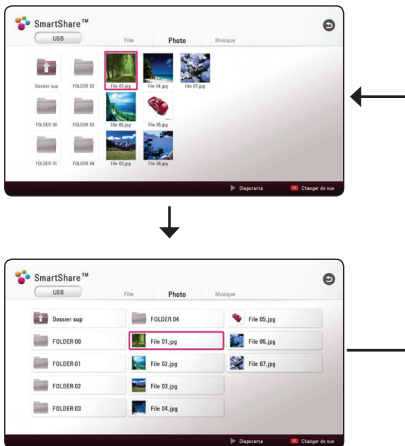 SmartShare™
USB
Film Photo Musique
Dossier sup FOLDER 02 File 01.jpg File 04.jpg File 07.jpg
FOLDER 00 FOLDER 03 File 02.jpg File 05.jpg
FOLDER 01 FOLDER 04 File 03.jpg File 06.jpg
Diaporama Changer de vue
SmartShare™
USB
Film Photo Musique
Dossier sup FOLDER 04 File 05.jpg
FOLDER 00 File 01.jpg File 06.jpg
FOLDER 01 File 02.jpg File 07.jpg
FOLDER 02 File 03.jpg
FOLDER 03 File 04.jpg
Diaporama Changer de vue